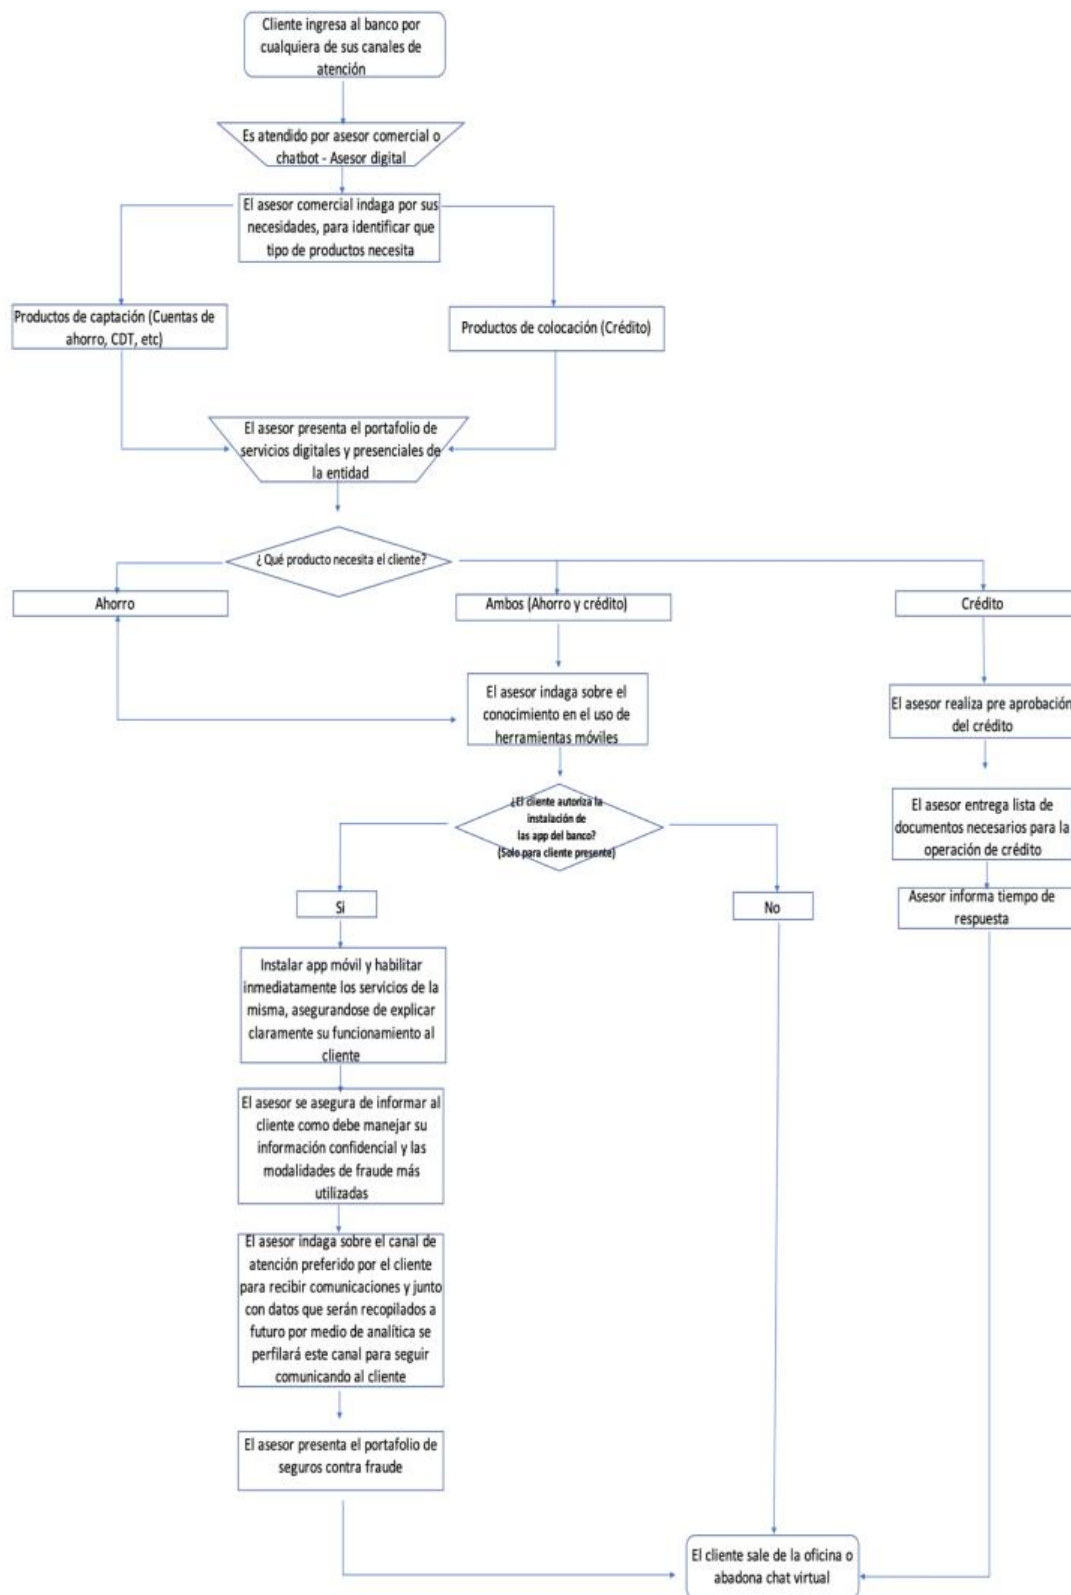 Cliente ingresa al banco por
cualquiera de sus canales de
atención
Es atendido por asesor comercial o
chatbot - Asesor digital
El asesor comercial indaga por sus
necesidades, para identificar que
tipo de productos necesita
Productos de captación (Cuentas de
ahorro, CDT, etc)
Productos de colocación (Crédito)
El asesor presenta el portafolio de
servicios digitales y presenciales de
la entidad
¿ Qué producto necesita el cliente?
Ahorro
Ambos (Ahorro y crédito)
Crédito
El asesor indaga sobre el
conocimiento en el uso de
herramientas móviles
El asesor realiza pre aprobación
del crédito
¿El cliente autoriza la
instalación de
las app del banco?
(Solo para cliente presente)
El asesor entrega lista de
documentos necesarios para la
operación de crédito
Si
No
Asesor informa tiempo de
respuesta
Instalar app móvil y habilitar
inmediatamente los servicios de la
misma, asegurandose de explicar
claramente su funcionamiento al
cliente
El asesor se asegura de informar al
cliente como debe manejar su
información confidencial y las
modalidades de fraude más
utilizadas
El asesor indaga sobre el canal de
atención preferido por el cliente
para recibir comunicaciones y junto
con datos que serán recopilados a
futuro por medio de analítica se
perfilará este canal para seguir
comunicando al cliente
El asesor presenta el portafolio de
seguros contra fraude
El cliente sale de la oficina o
abadona chat virtual